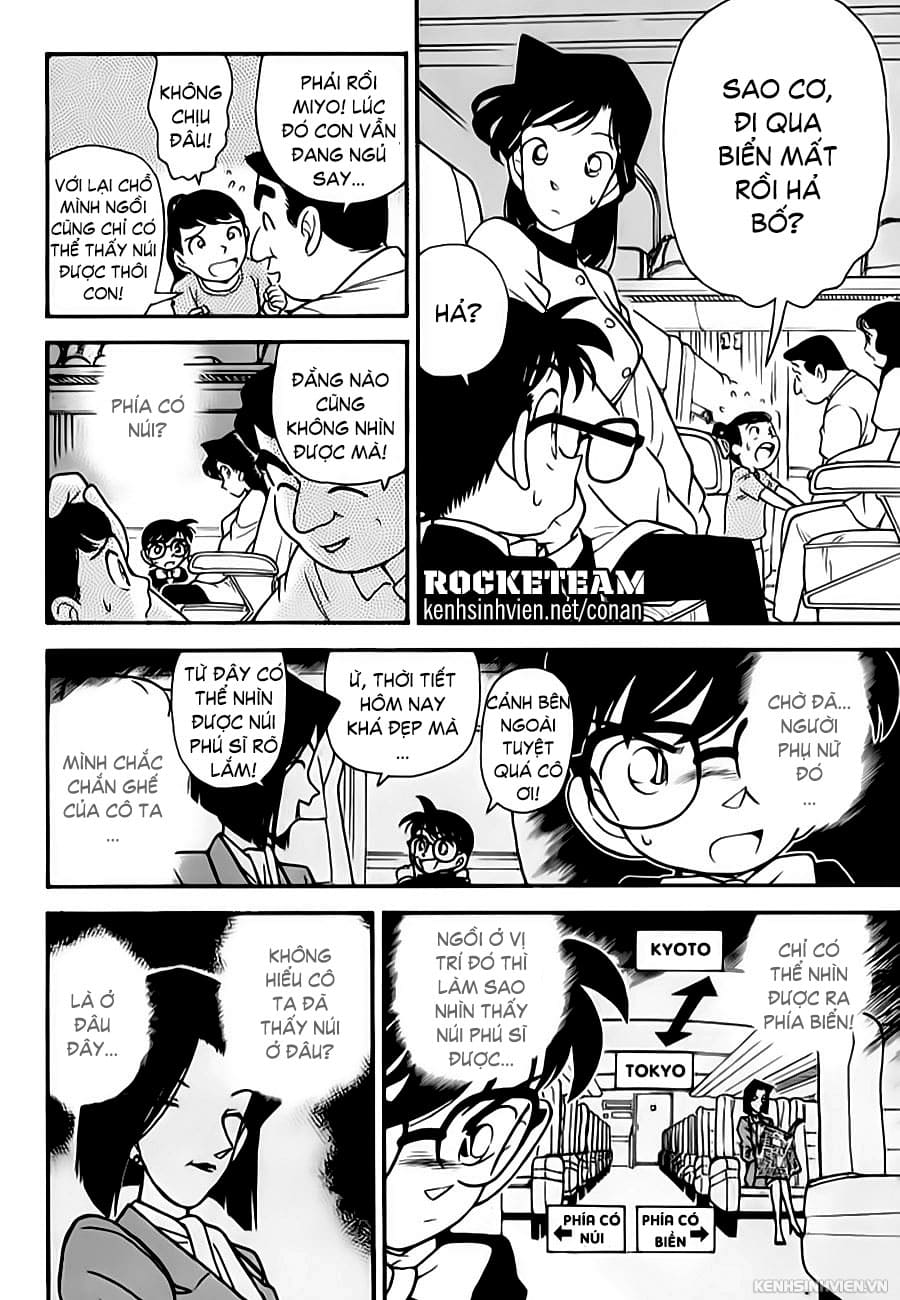 SAO CƠ,
ĐI QUA
BIỂN MẤT
RỒI HẢ
BỐ?
HẢ?
PHẢI RỒI
MIYO! LÚC
ĐÓ CON VẪN
ĐANG NGỦ
SAY...
KHÔNG
CHỊU
ĐÂU!
VỚI LẠI CHỖ
MÌNH NGỒI
CŨNG CHỈ CÓ
THỂ THẤY NÚI
ĐƯỢC THÔI
CON!
ĐẰNG NÀO
CŨNG
KHÔNG NHÌN
ĐƯỢC MÀ!
PHÍA CÓ
NÚI?
ROCKETEAM
kenhsinhvien.net/conan
CHỜ ĐÃ...
NGƯỜI
PHỤ NỮ
ĐÓ
...
CẢNH BÊN
NGOÀI
TUYỆT
QUÁ CÔ
ƠI!
Ừ, THỜI TIẾT
HÔM NAY
KHÁ ĐẸP MÀ
...
TỪ ĐÂY CÓ
THỂ NHÌN
ĐƯỢC NÚI
PHÚ SĨ RÕ
LẮM!
MÌNH CHẮC
CHẮN GHẾ
CỦA CÔ TA
...
CHỈ CÓ
THỂ NHÌN
ĐƯỢC RA
PHÍA BIỂN!
KYOTO
TOKYO
PHÍA CÓ
NÚI
PHÍA CÓ
BIỂN
NGỒI Ở VỊ
TRÍ ĐÓ THÌ
LÀM SAO
NHÌN THẤY
NÚI PHÚ SĨ
ĐƯỢC...
KHÔNG
HIỂU CÔ
TA ĐÃ
THẤY NÚI
Ở ĐÂU?
LÀ Ở
ĐÂU
ĐÂY...
KENHSINHVIEN.VN